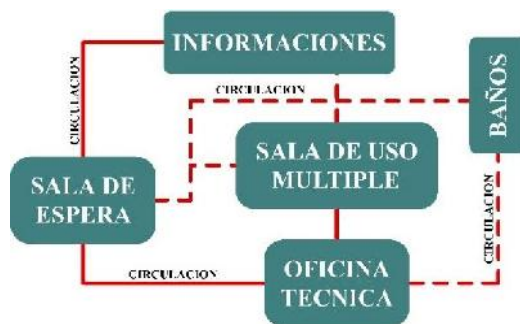 INFORMACIONES
CIRCULACION
CIRCULACION
BAÑOS
SALA DE USO
MULTIPLE
SALA DE
ESPERA
CIRCULACION
CIRCULACION
OFICINA
TECNICA